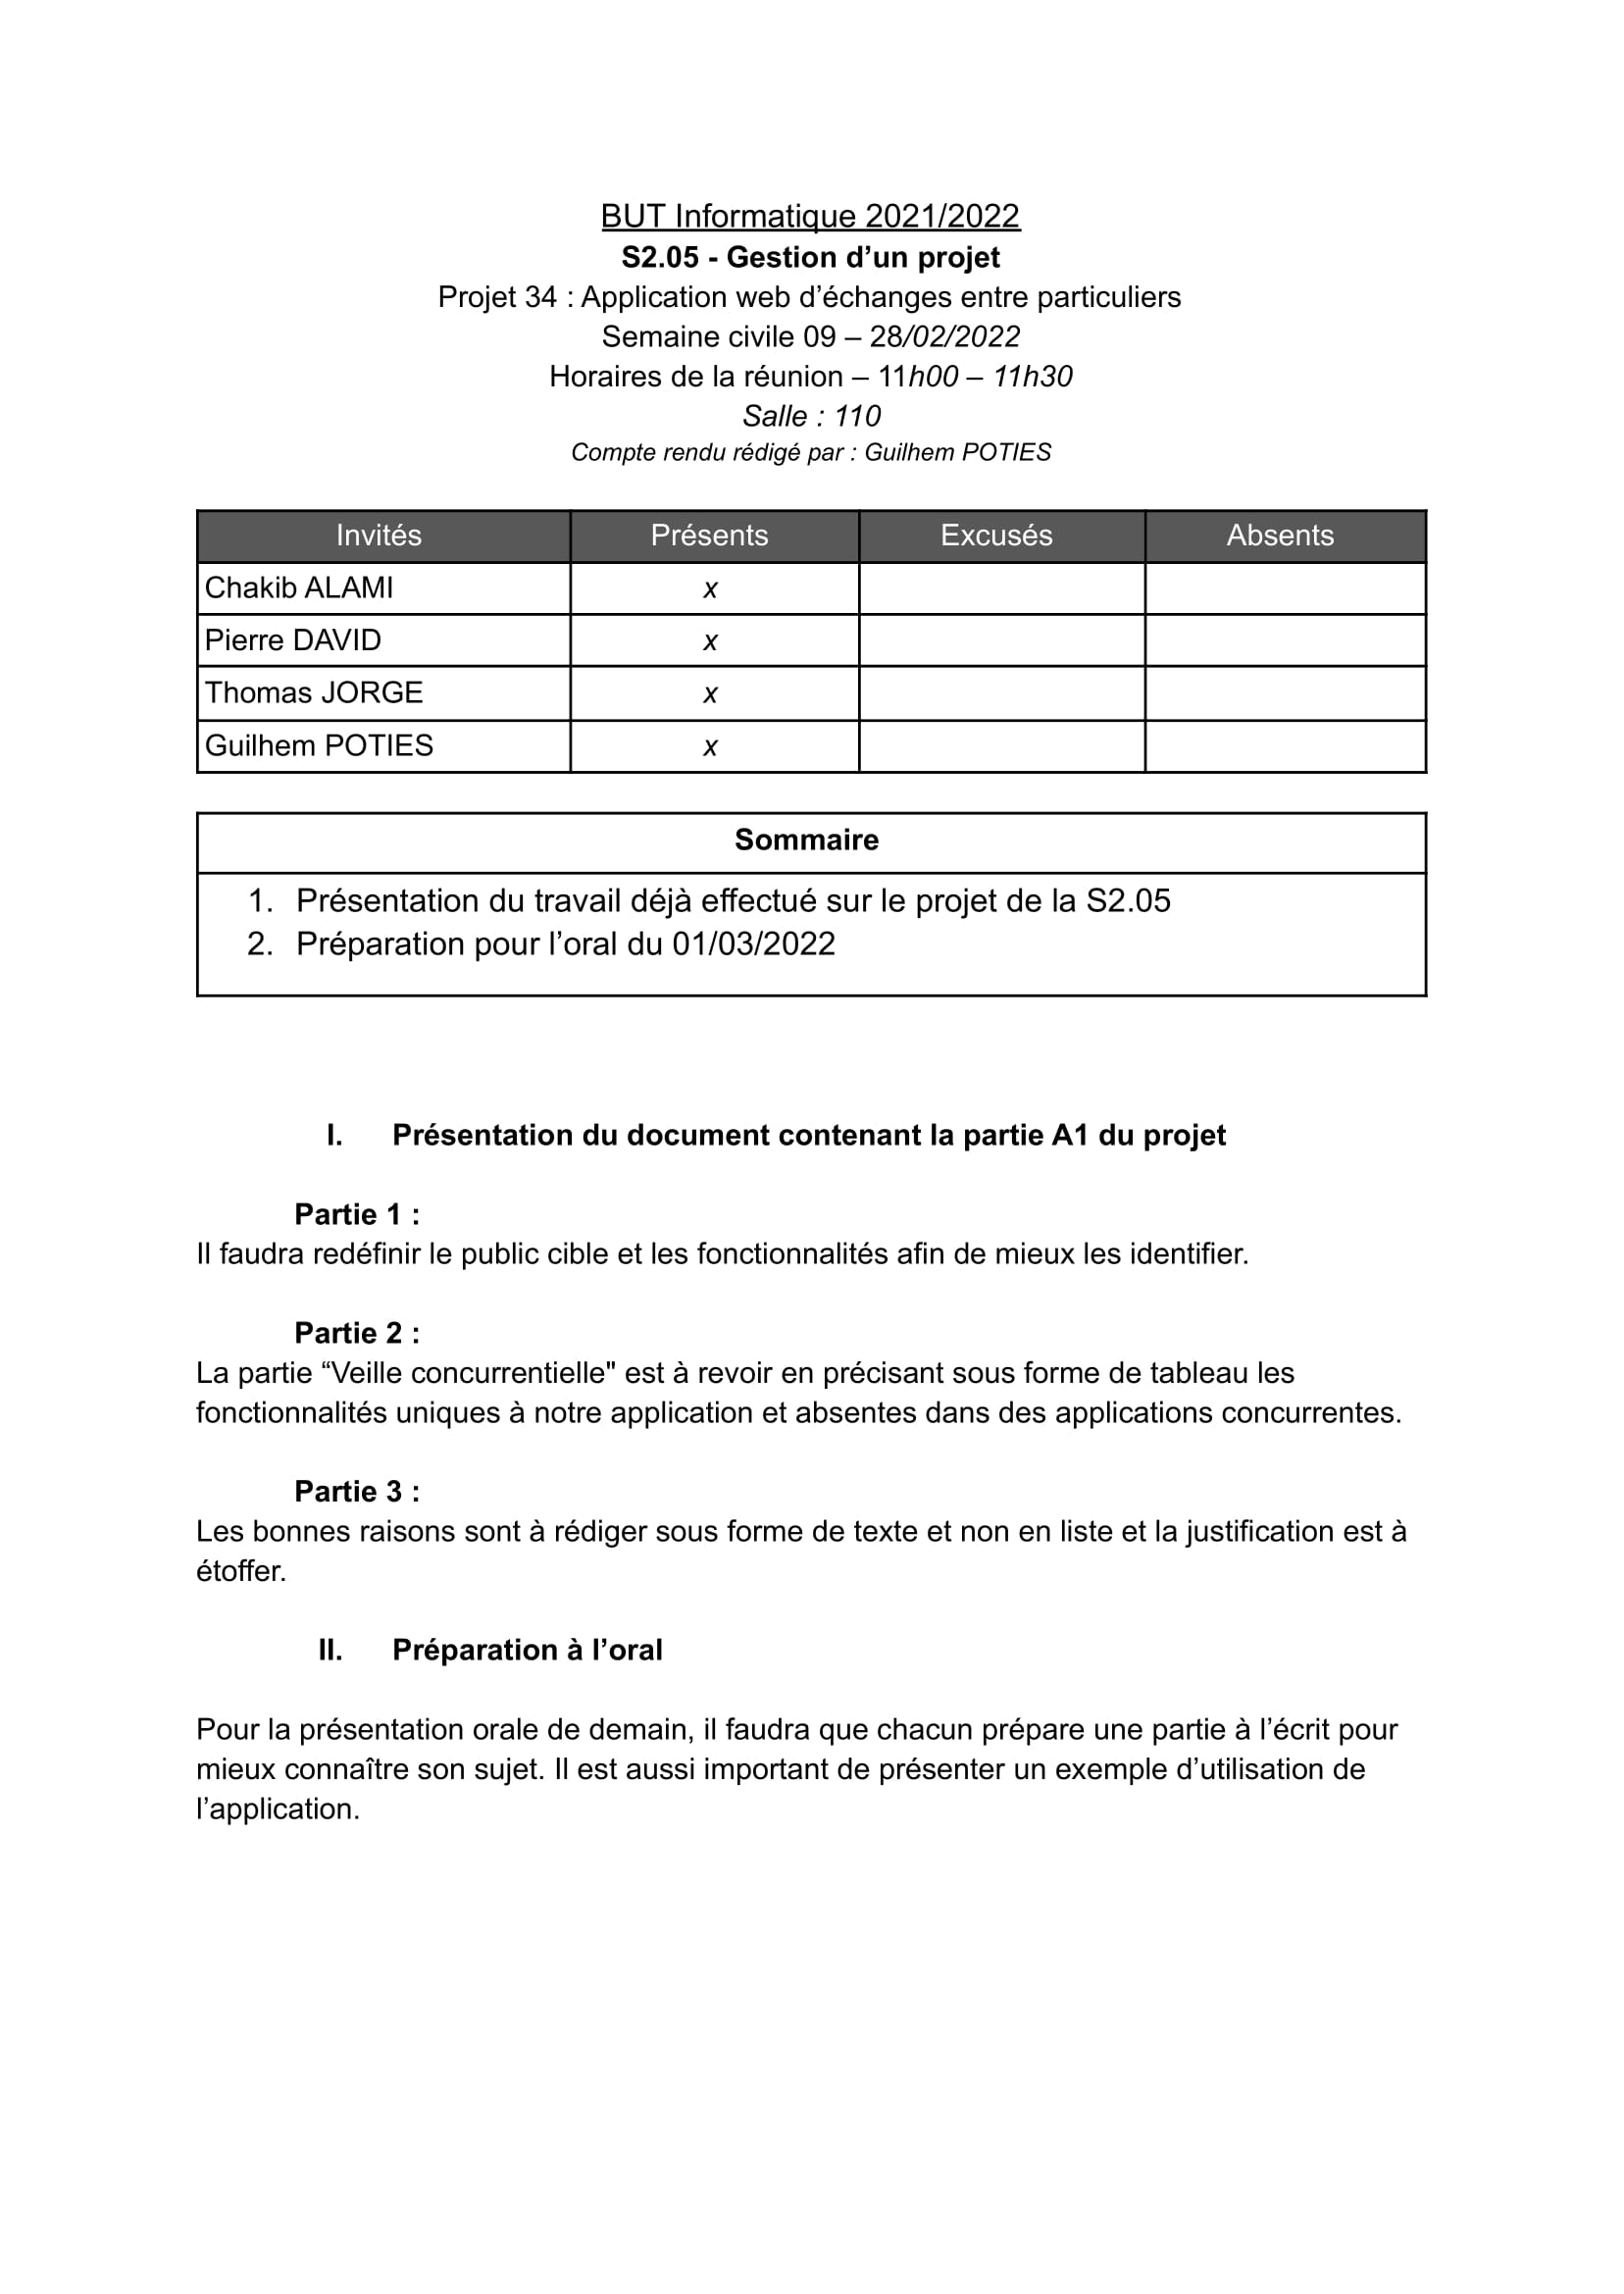 BUT Informatique 2021/2022
S2.05 - Gestion d’un projet
Projet 34 : Application web d’échanges entre particuliers
Semaine civile 09 – 28/02/2022
Horaires de la réunion – 11h00 – 11h30
Salle : 110
Compte rendu rédigé par : Guilhem POTIES
Invités Présents Excusés Absents
Chakib ALAMI x
Pierre DAVID x
Thomas JORGE x
Guilhem POTIES x
Sommaire
1. Présentation du travail déjà effectué sur le projet de la S2.05
2. Préparation pour l’oral du 01/03/2022
I. Présentation du document contenant la partie A1 du projet
Partie 1 :
Il faudra redéfinir le public cible et les fonctionnalités afin de mieux les identifier.
Partie 2 :
La partie “Veille concurrentielle" est à revoir en précisant sous forme de tableau les
fonctionnalités uniques à notre application et absentes dans des applications concurrentes.
Partie 3 :
Les bonnes raisons sont à rédiger sous forme de texte et non en liste et la justification est à
étoffer.
II. Préparation à l’oral
Pour la présentation orale de demain, il faudra que chacun prépare une partie à l’écrit pour
mieux connaître son sujet. Il est aussi important de présenter un exemple d’utilisation de
l’application.